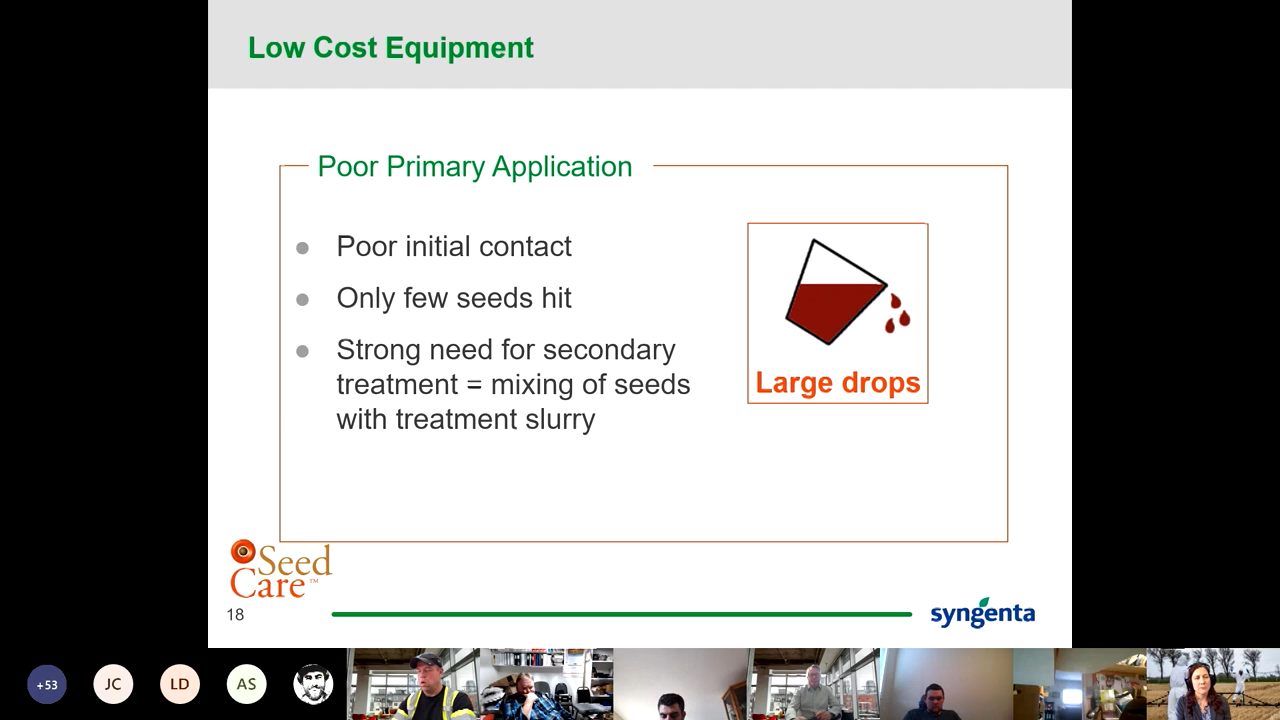 Low Cost Equipment
Poor Primary Application
Poor initial contact
Only few seeds hit
Strong need for secondary
treatment = mixing of seeds
with treatment slurry
Large drops
Seed
Care™
18
syngenta
+53
JC
LD
AS